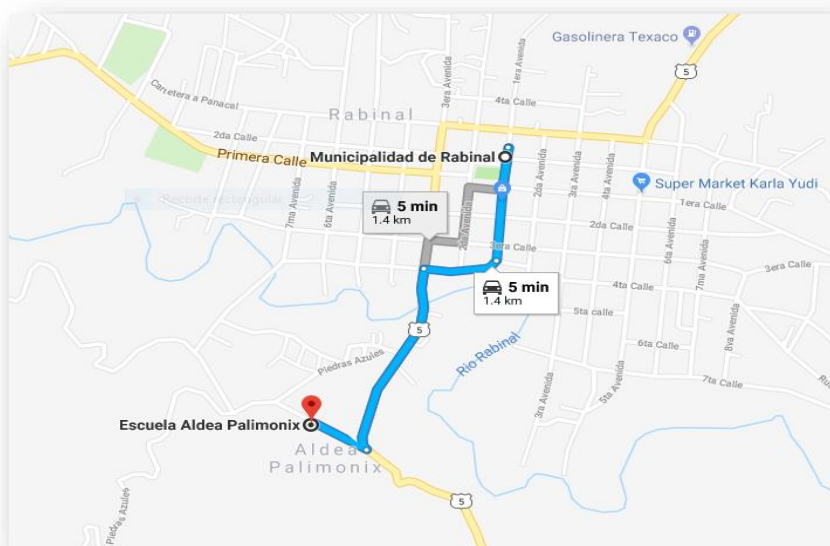 Gasolinera Texaco
5
1era Avenida
3era Avenida
Carretera a Panacal
4ta Calle
Rabinal
2da Calle
Primera Calle
Municipalidad de Rabinal
2da Avenida
3ra Avenida
4ta Avenida
Super Market Karla Yudi
1era Calle
Recorte rectangular
7ma Avenida
6ta Avenida
5 min
1.4 km
2da Avenida
2da Calle
6ta Avenida
7ma Avenida
3era Calle
3era Calle
5 min
1.4 km
4ta Calle
5ta calle
8va Avenida
5
Rio Rabinal
6ta Calle
Piedras Azules
7ta Calle
3ra Avenida
5ta Avenida
Escuela Aldea Palimonix
Aldea
Palimonix
Piedras Azules
5